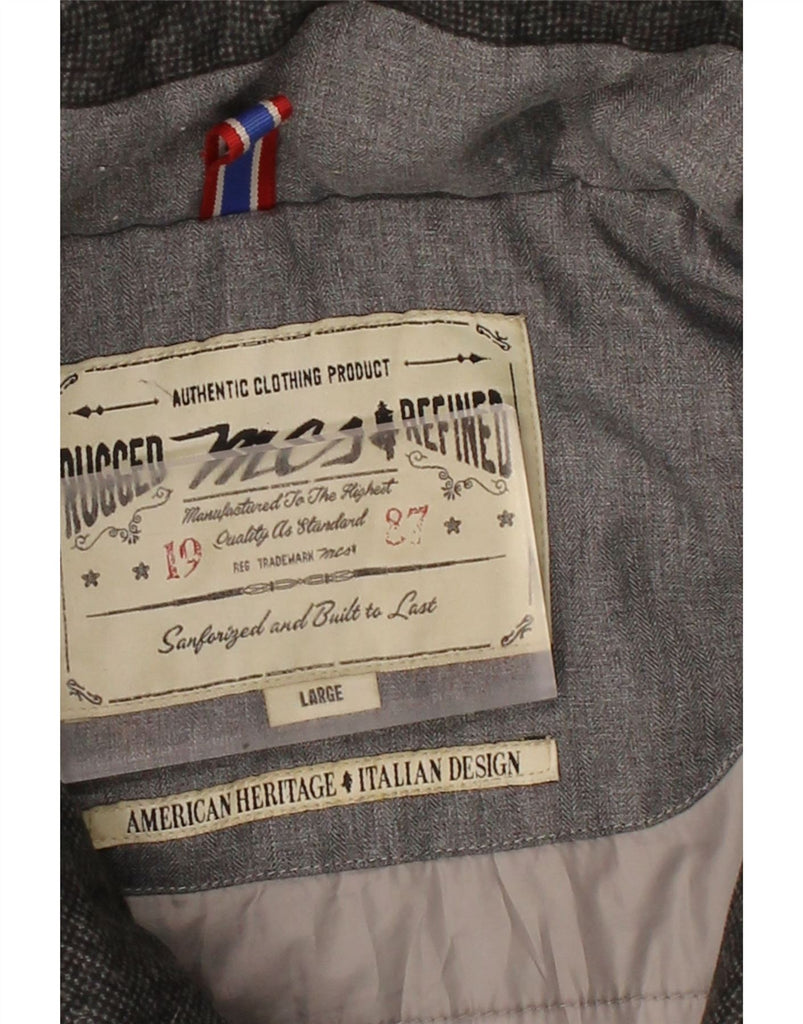 AUTHENTIC CLOTHING PRODUCT
RUGGED mcs REFINED
Manufactured To The Highest
Quality As Standard
19 87
REG TRADEMARK mcs
Sanforized and Built to Last
LARGE
AMERICAN HERITAGE ITALIAN DESIGN